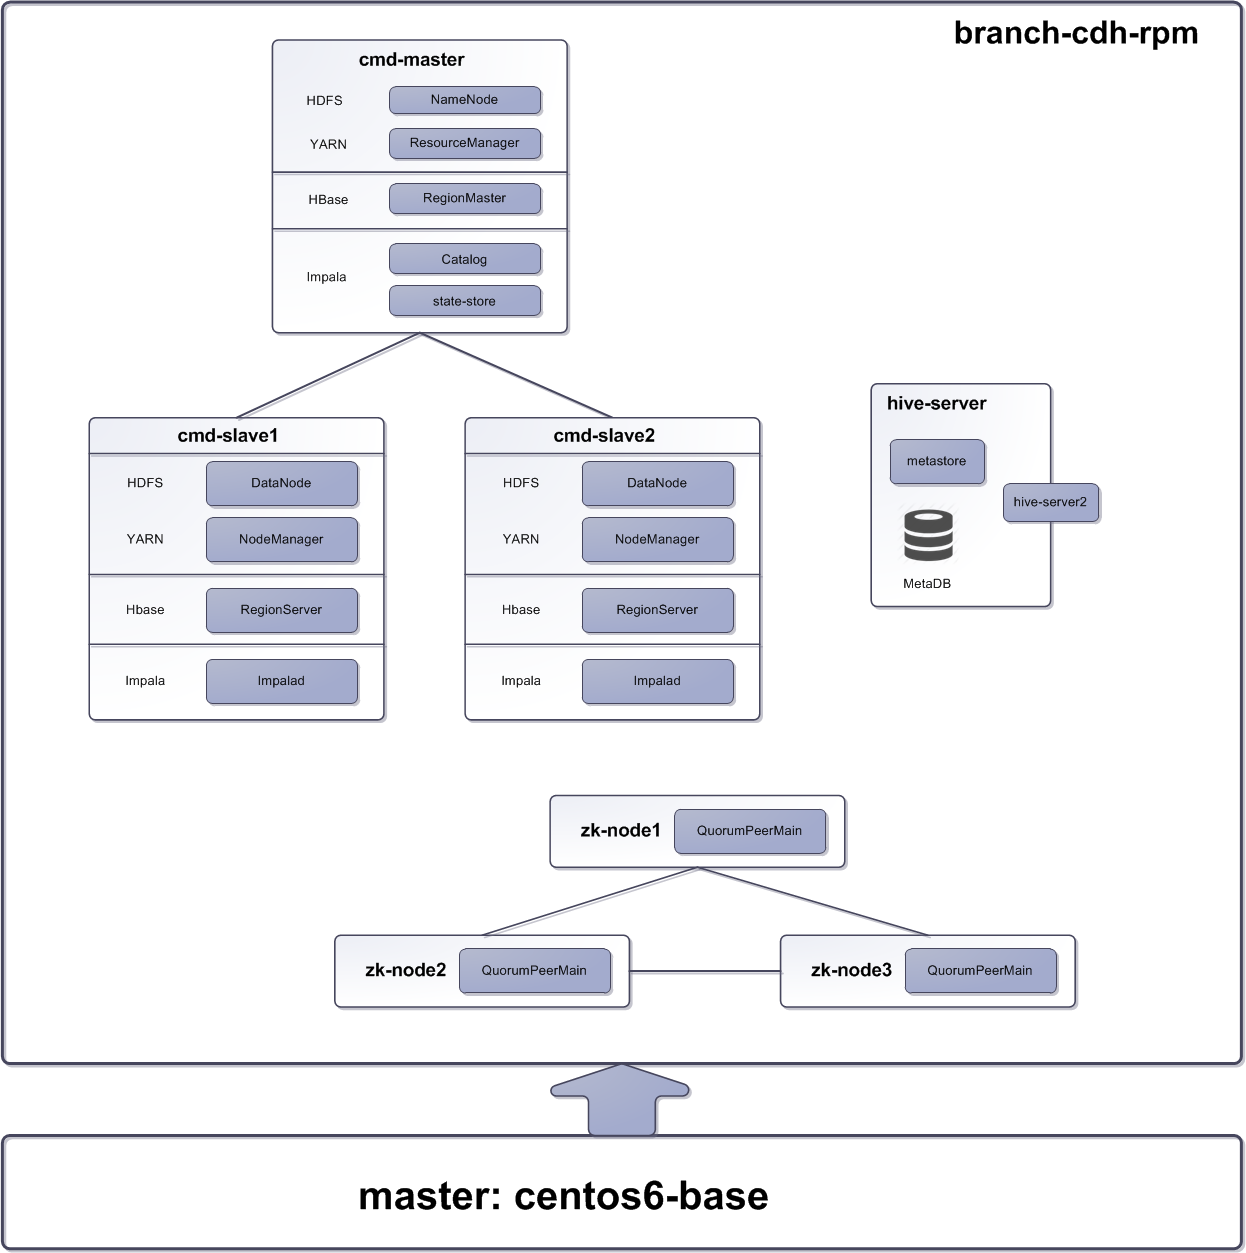 branch-cdh-rpm
cmd-master
HDFS NameNode
YARN ResourceManager
HBase RegionMaster
Impala
Catalog
state-store
cmd-slave1
HDFS DataNode
YARN NodeManager
Hbase RegionServer
Impala Impalad
cmd-slave2
HDFS DataNode
YARN NodeManager
Hbase RegionServer
Impala Impalad
hive-server
metastore
hive-server2
MetaDB
zk-node1 QuorumPeerMain
zk-node2 QuorumPeerMain
zk-node3 QuorumPeerMain
master: centos6-base